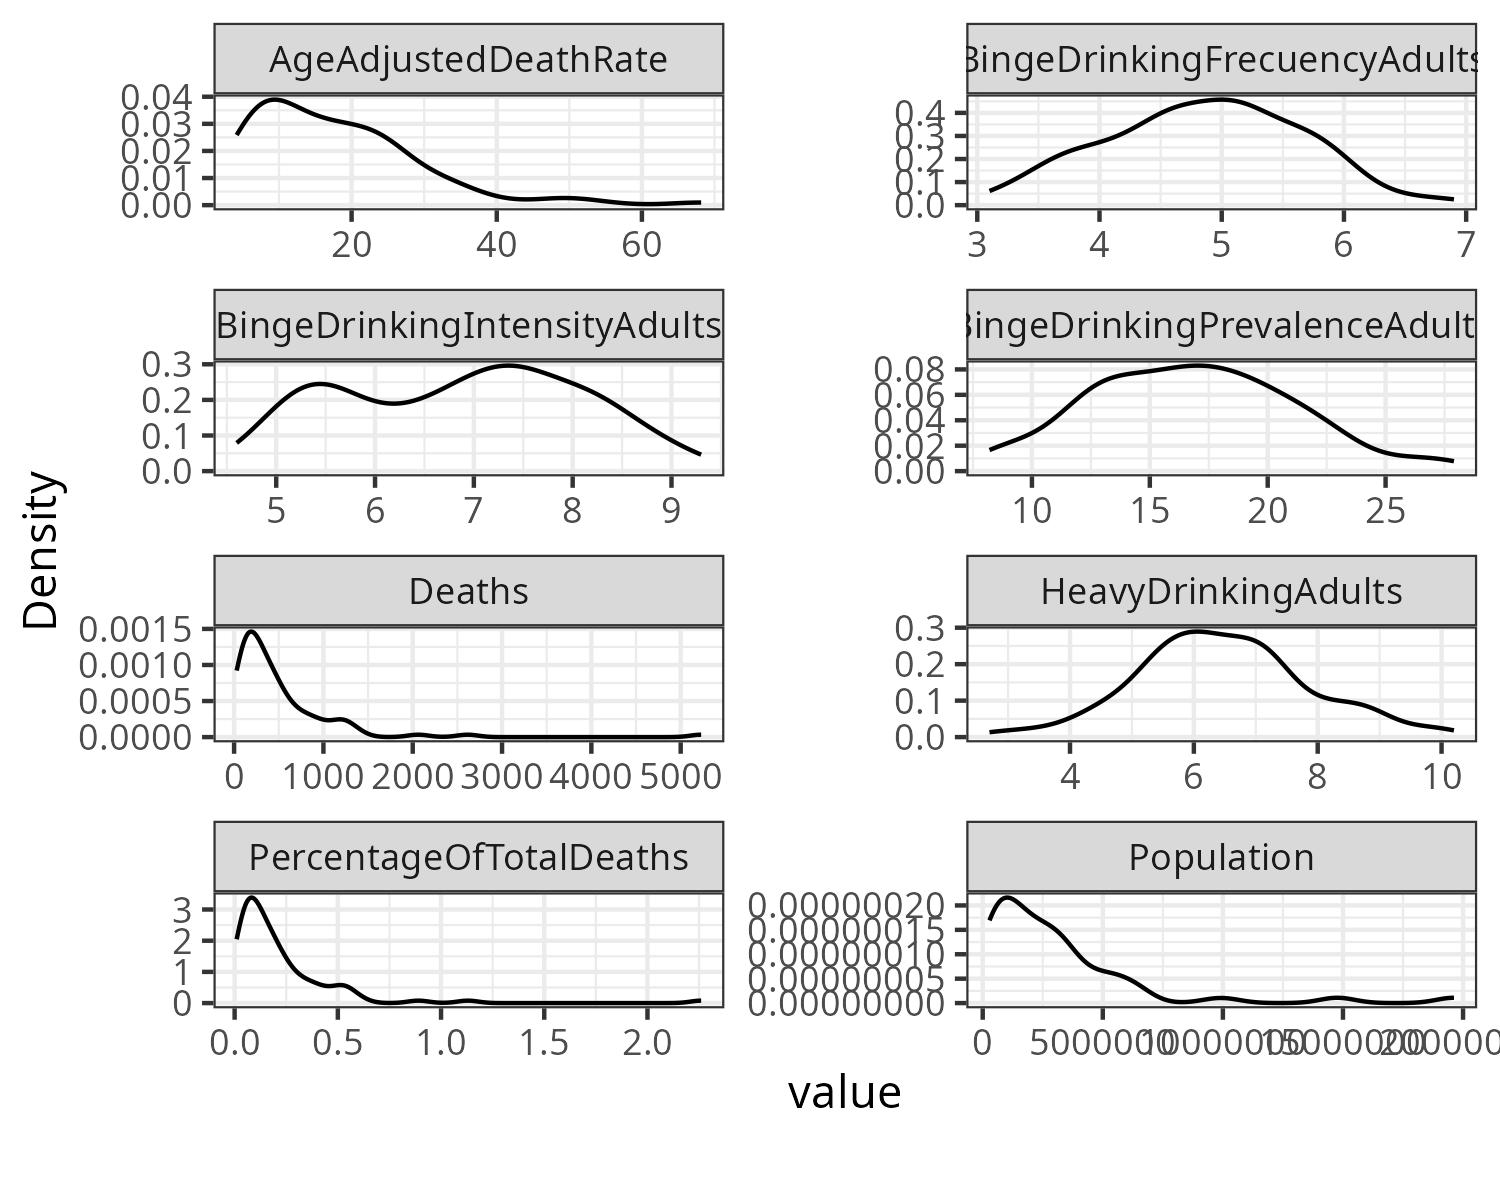 AgeAdjustedDeathRate
0.04
0.03
0.02
0.01
0.00
20 40 60
BingeDrinkingFrecuencyAdults
0.4
0.3
0.2
0.1
0.0
3 4 5 6 7
BingeDrinkingIntensityAdults
0.3
0.2
0.1
0.0
5 6 7 8 9
BingeDrinkingPrevalenceAdult
0.08
0.06
0.04
0.02
0.00
10 15 20 25
Deaths
0.0015
0.0010
0.0005
0.0000
0 1000 2000 3000 4000 5000
HeavyDrinkingAdults
0.3
0.2
0.1
0.0
4 6 8 10
PercentageOfTotalDeaths
3
2
1
0
0.0 0.5 1.0 1.5 2.0
Population
0.00000020
0.00000015
0.00000010
0.00000005
0.00000000
0
Density
value